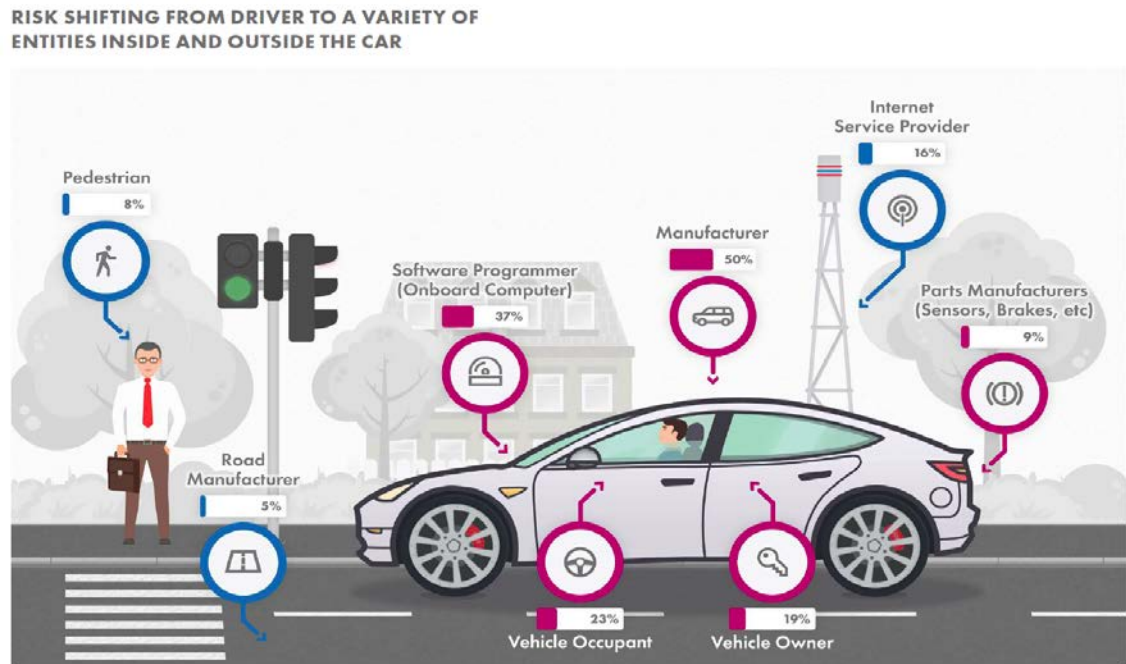 RISK SHIFTING FROM DRIVER TO A VARIETY OF
ENTITIES INSIDE AND OUTSIDE THE CAR
Internet
Service Provider
16%
Pedestrian
8%
Manufacturer
50%
Software Programmer
(Onboard Computer)
37%
Parts Manufacturers
(Sensors, Brakes, etc)
9%
Road
Manufacturer
5%
23%
Vehicle Occupant
19%
Vehicle Owner